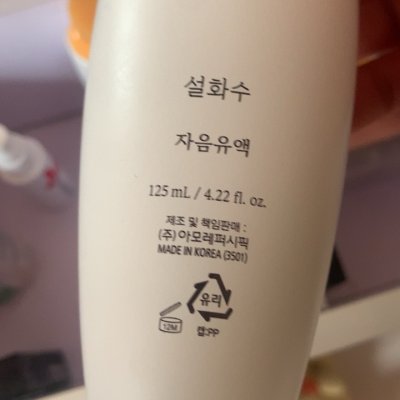 설화수
자음유액
125 mL / 4.22 fl. oz.
제조 및 책임판매 :
(주)아모레퍼시픽
MADE IN KOREA (3501)
유리
12M
캡:PP